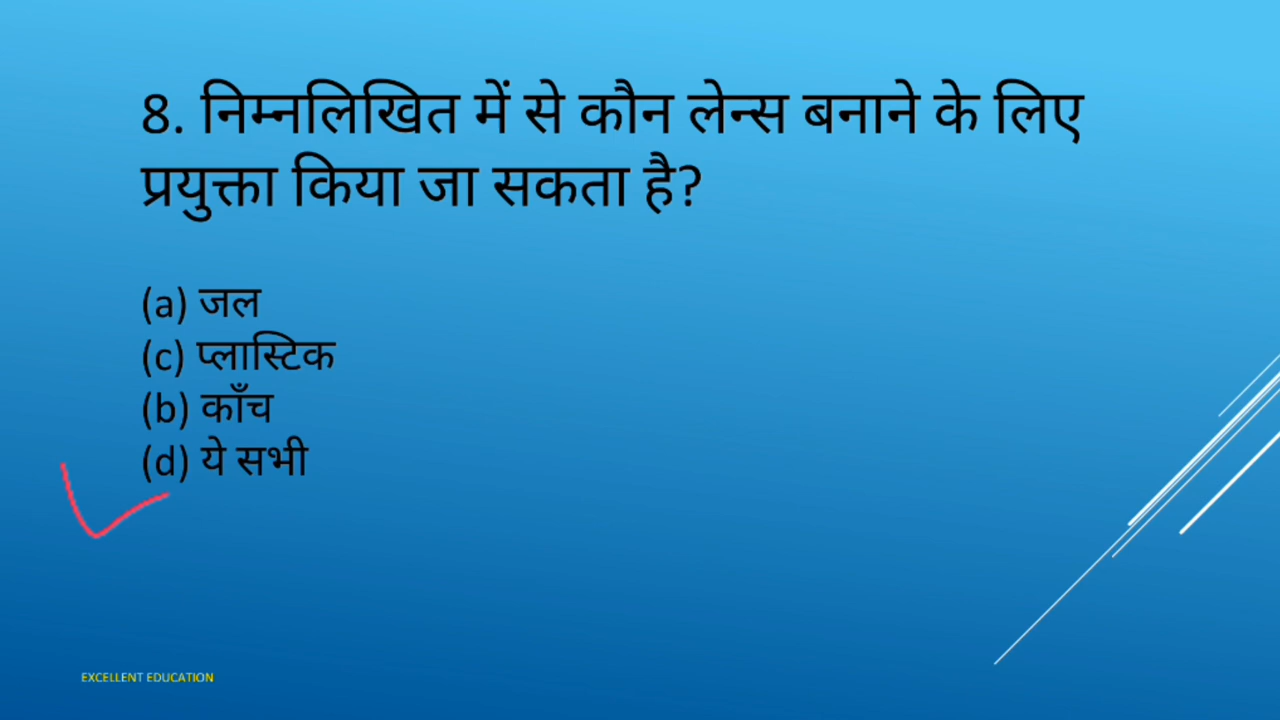 8. निम्नलिखित में से कौन लेन्स बनाने के लिए
प्रयुक्ता किया जा सकता है?
(a) जल
(c) प्लास्टिक
(b) काँच
(d) ये सभी
EXCELLENT EDUCATION